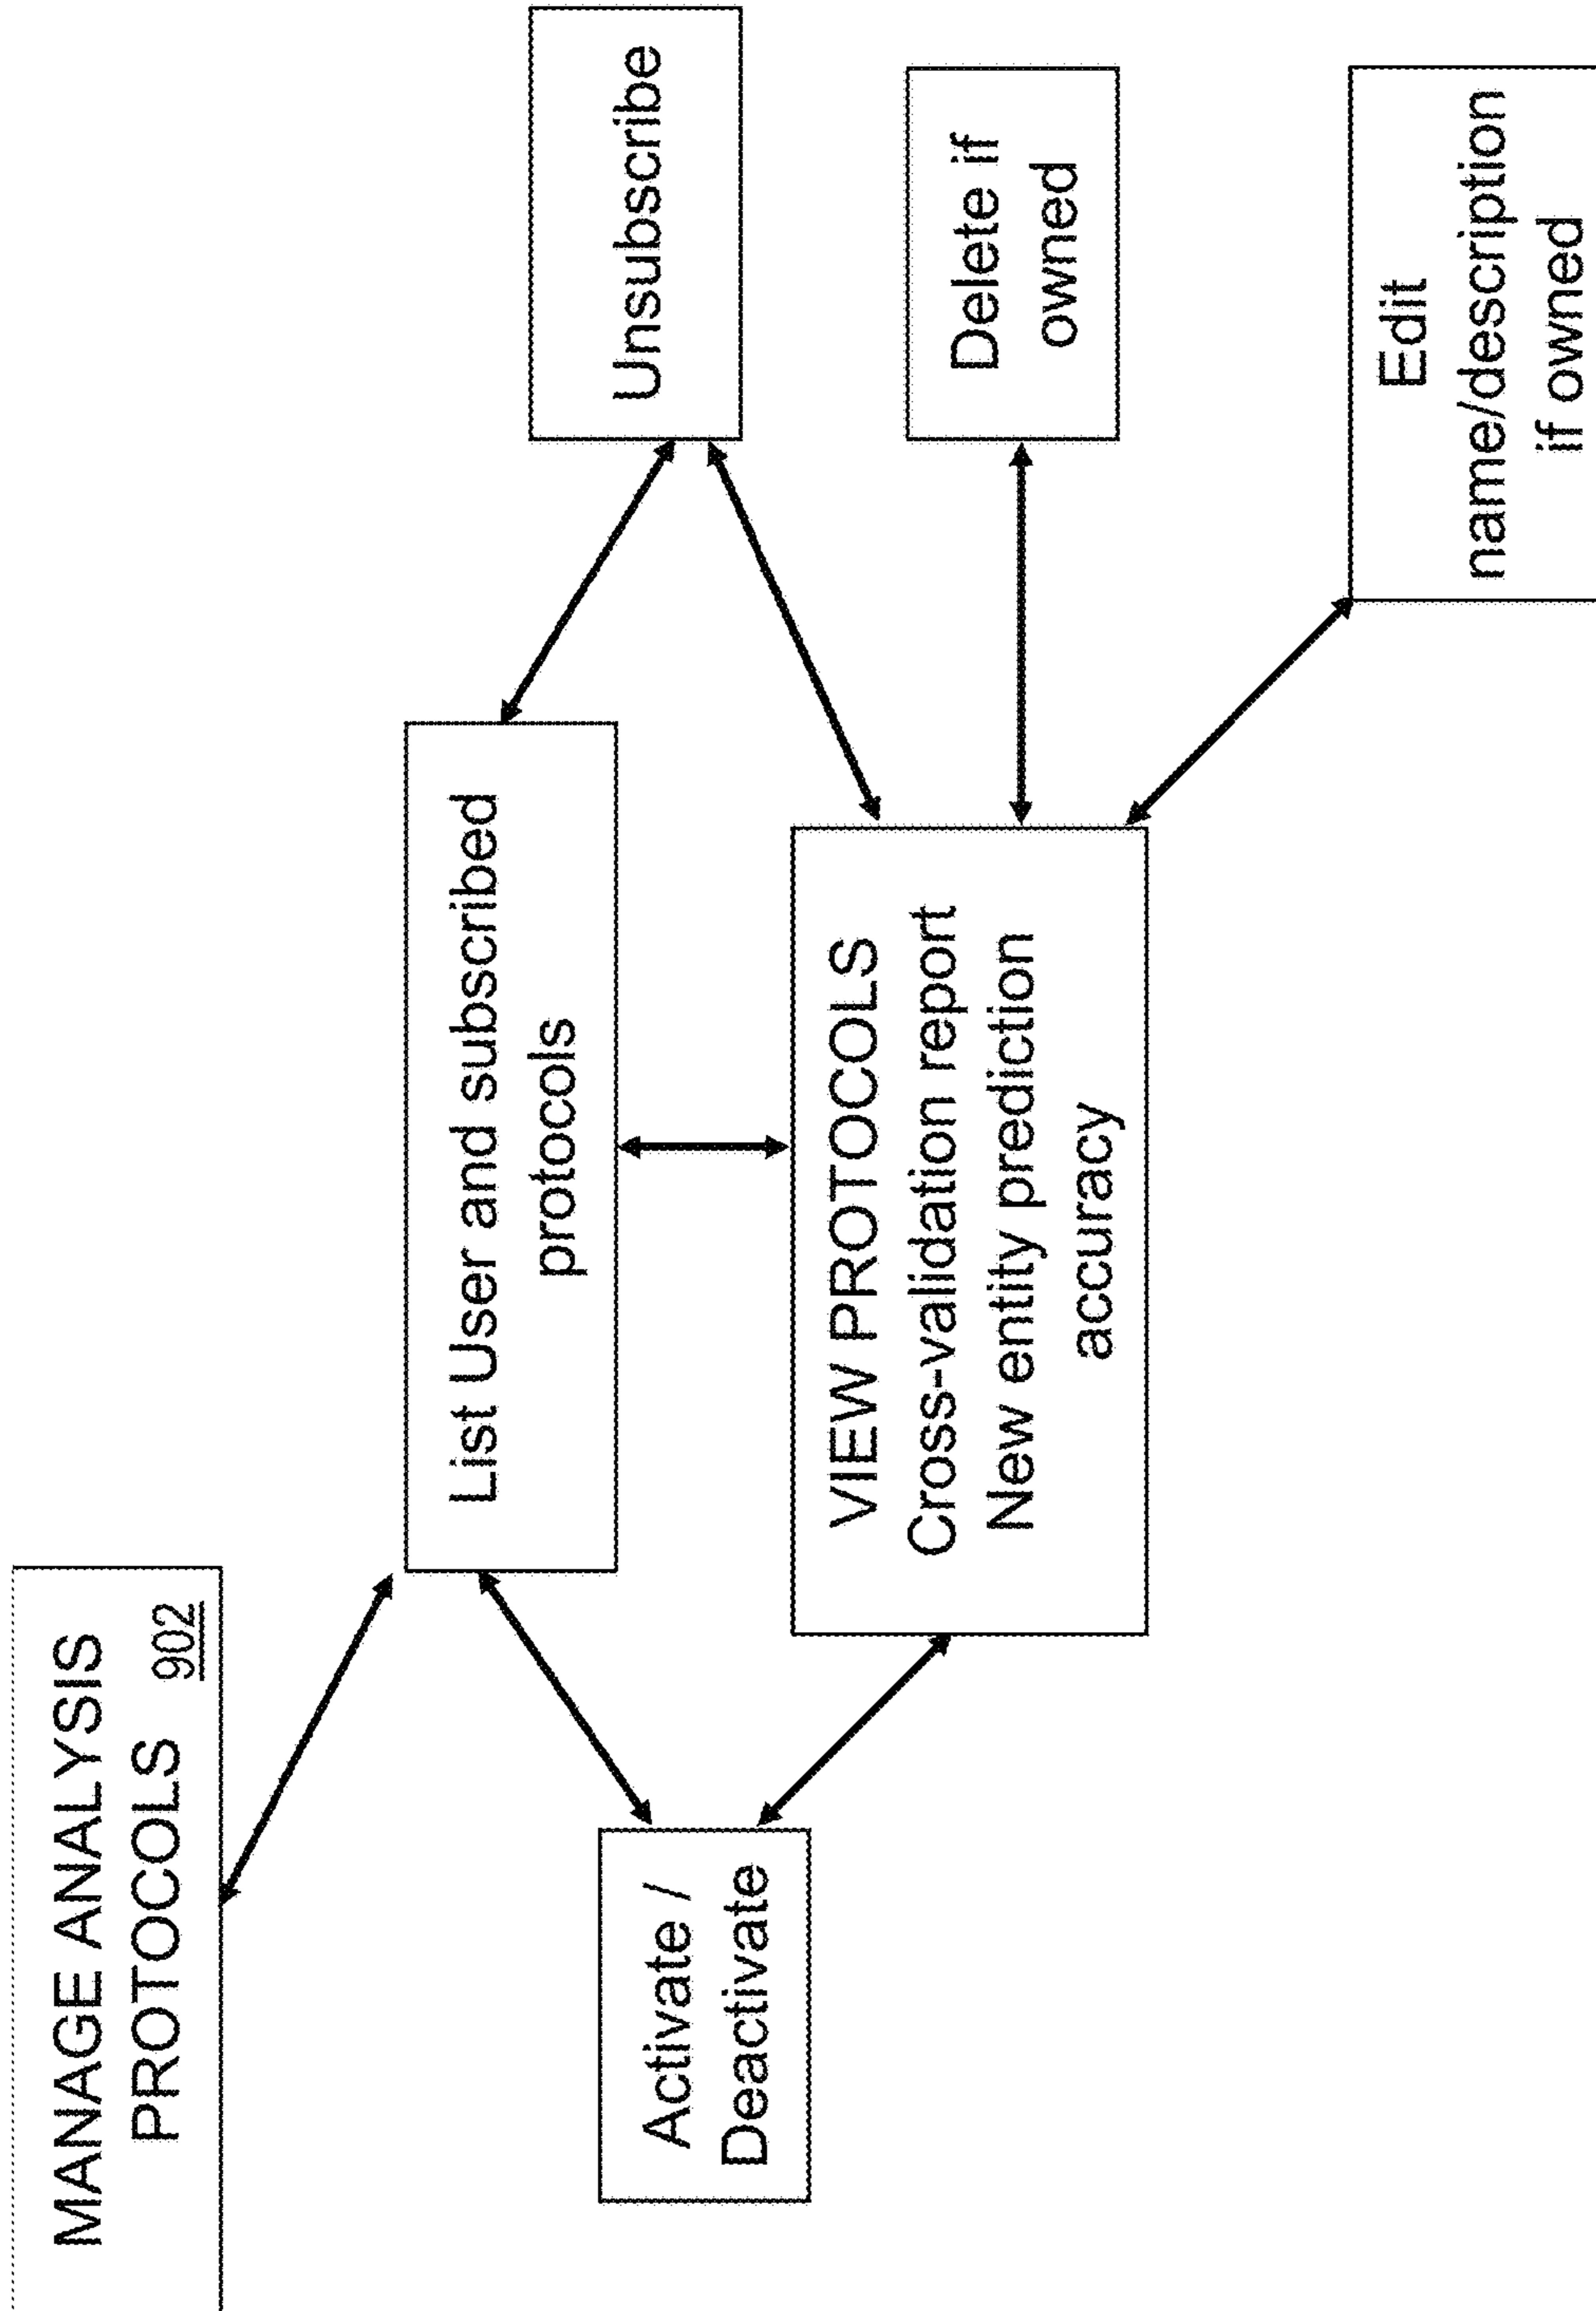 MANAGE ANALYSIS
PROTOCOLS 902
List User and subscribed
protocols
Unsubscribe
Activate /
Deactivate
VIEW PROTOCOLS
Cross-validation report
New entity prediction
accuracy
Delete if
owned
Edit
name/description
if owned